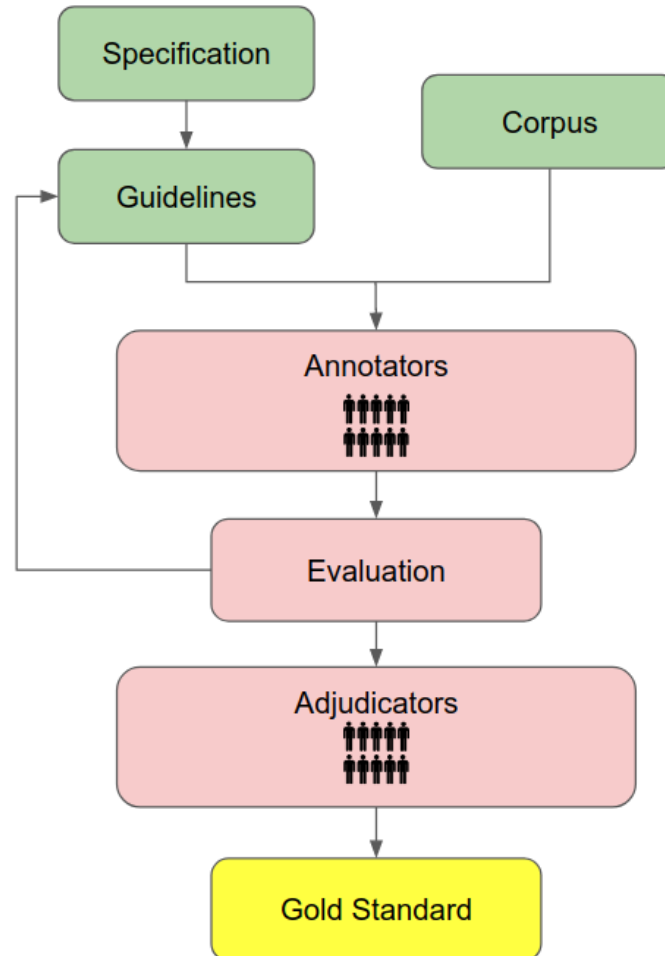 Specification
Corpus
Guidelines
Annotators
Evaluation
Adjudicators
Gold Standard